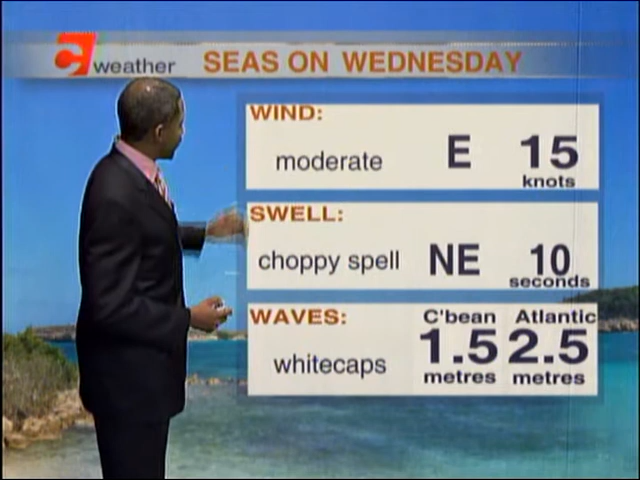 weather SEAS ON WEDNESDAY
WIND:
moderate E 15
knots
SWELL:
choppy spell NE 10
seconds
WAVES: C'bean Atlantic
whitecaps 1.5 2.5
metres metres